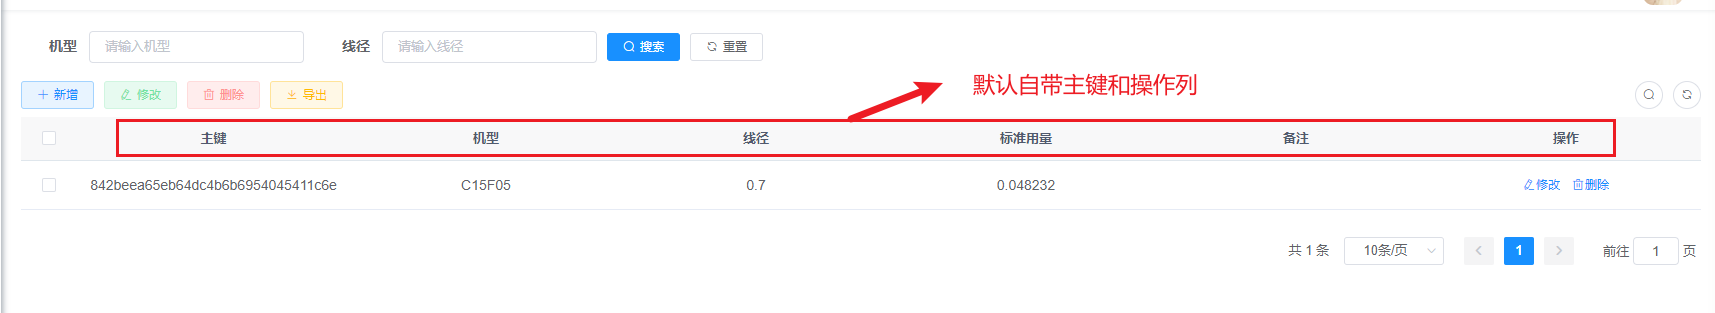 机型 请输入机型 线径 请输入线径 搜索 重置
新增 修改 删除 导出 默认自带主键和操作列
主键 机型 线径 标准用量 备注 操作
842beea65eb64dc4b6b6954045411c6e C15F05 0.7 0.048232 修改 删除
共 1 条 10条/页 1 前往 1 页